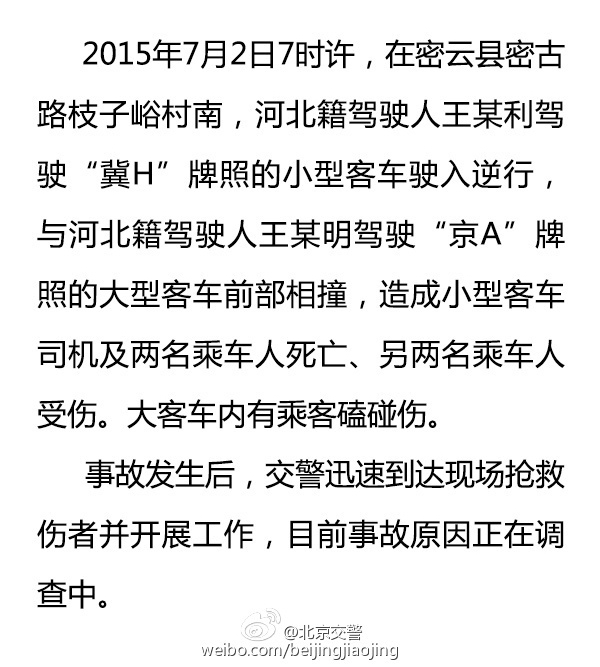 2015年7月2日7时许，在密云县密古
路枝子峪村南，河北籍驾驶人王某利驾
驶“冀H”牌照的小型客车驶入逆行，
与河北籍驾驶人王某明驾驶“京A”牌
照的大型客车前部相撞，造成小型客车
司机及两名乘车人死亡、另两名乘车人
受伤。大客车内有乘客磕碰伤。
事故发生后，交警迅速到达现场抢救
伤者并开展工作，目前事故原因正在调
查中。
@北京交警
weibo.com/beijingjiaojing